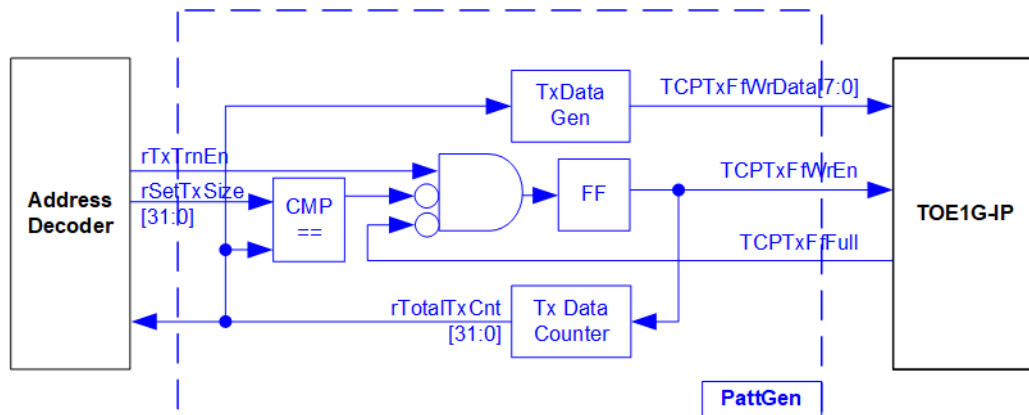 TxData
Gen
TCPTxFfWrData[7:0]
rTxTrnEn
rSetTxSize
[31:0]
Address
Decoder
CMP
==
FF
TCPTxFfWrEn
TOE1G-IP
TCPTxFfFull
rTotalTxCnt
[31:0]
Tx Data
Counter
PattGen